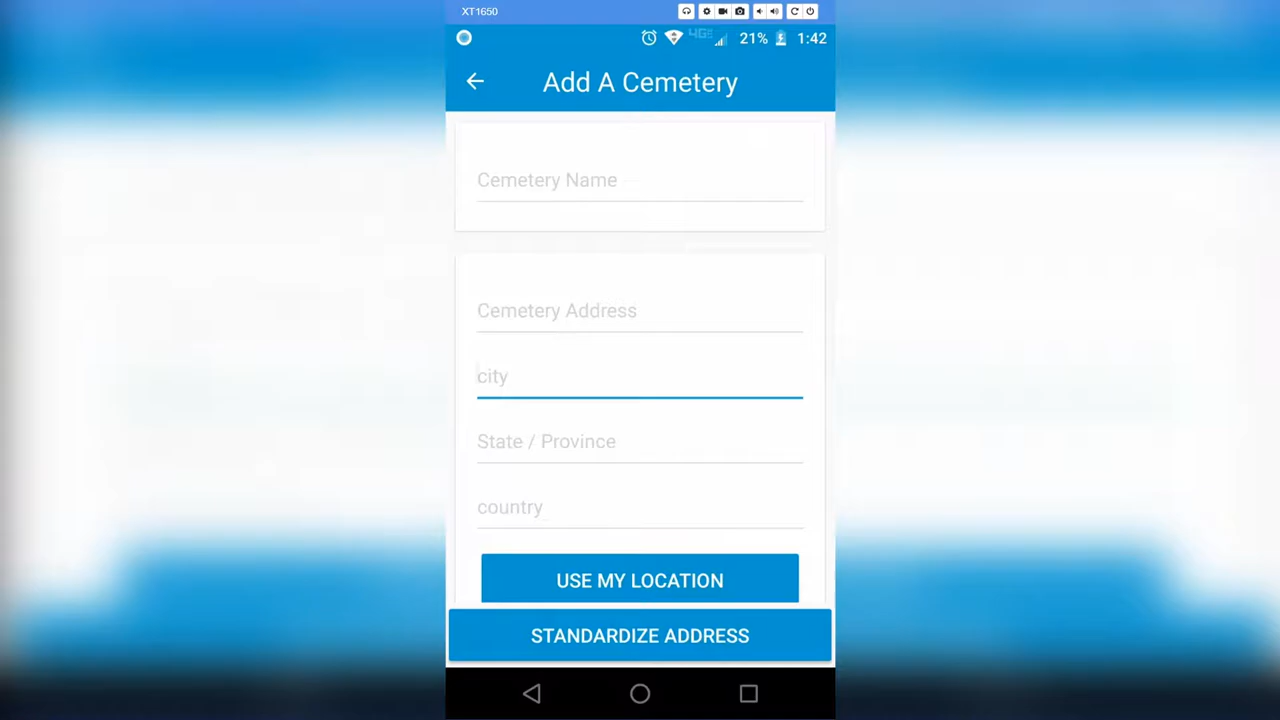 XT1650
4G 21% 1:42
Add A Cemetery
Cemetery Name
Cemetery Address
city
State / Province
country
USE MY LOCATION
STANDARDIZE ADDRESS